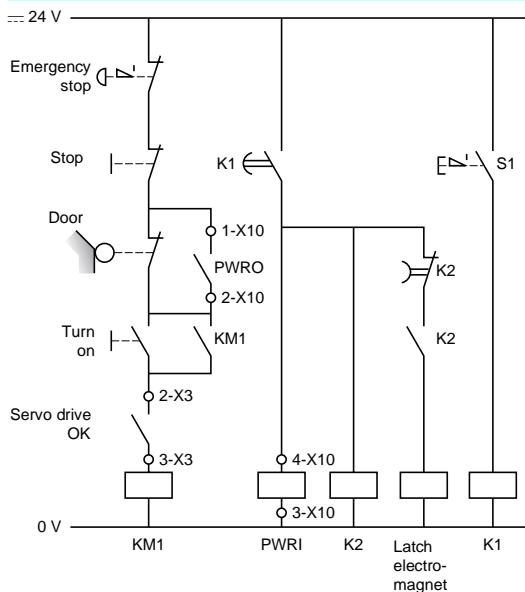 24 V
Emergency
stop
Stop
K1
S1
Door
1-X10
PWRO
K2
2-X10
Turn
on
KM1
K2
2-X3
Servo drive
OK
3-X3
4-X10
3-X10
0 V
KM1
PWRI
K2
Latch
electro-
magnet
K1